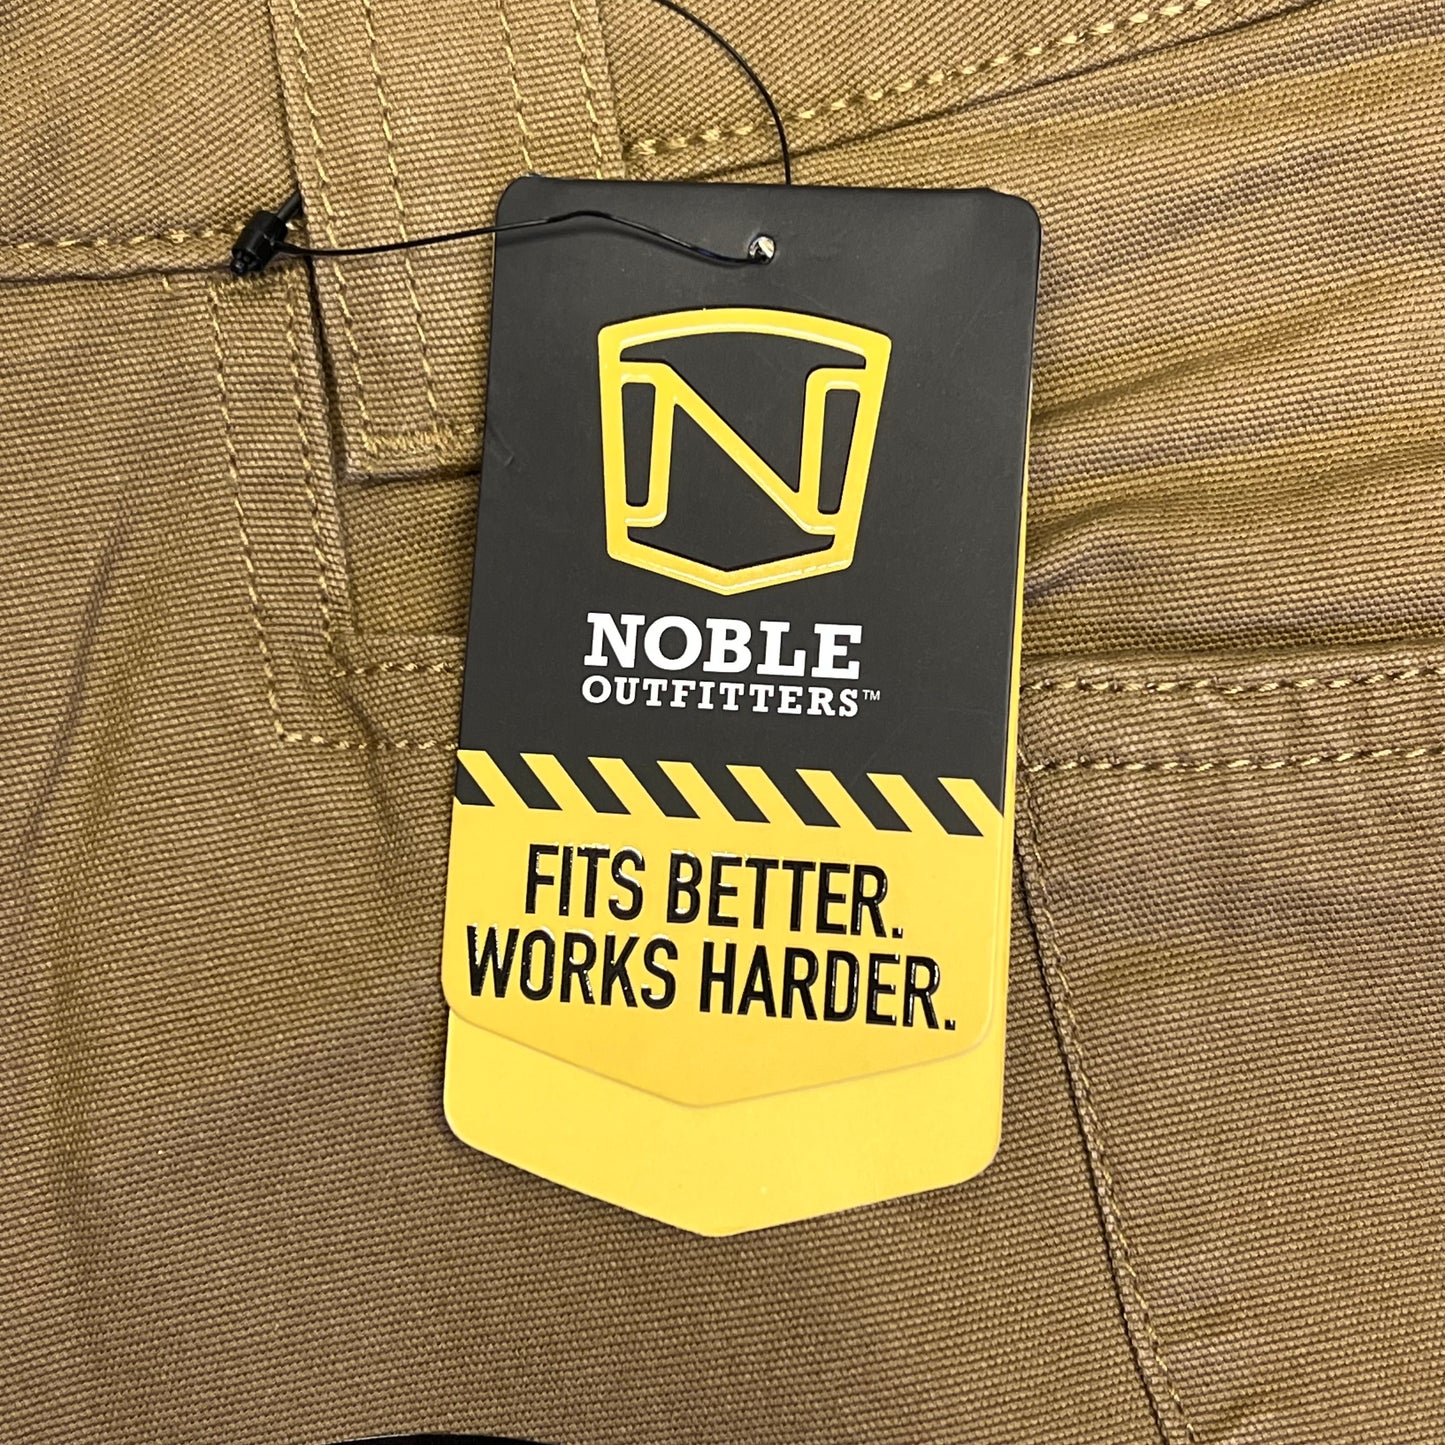 N
NOBLE
OUTFITTERS™
FITS BETTER.
WORKS HARDER.